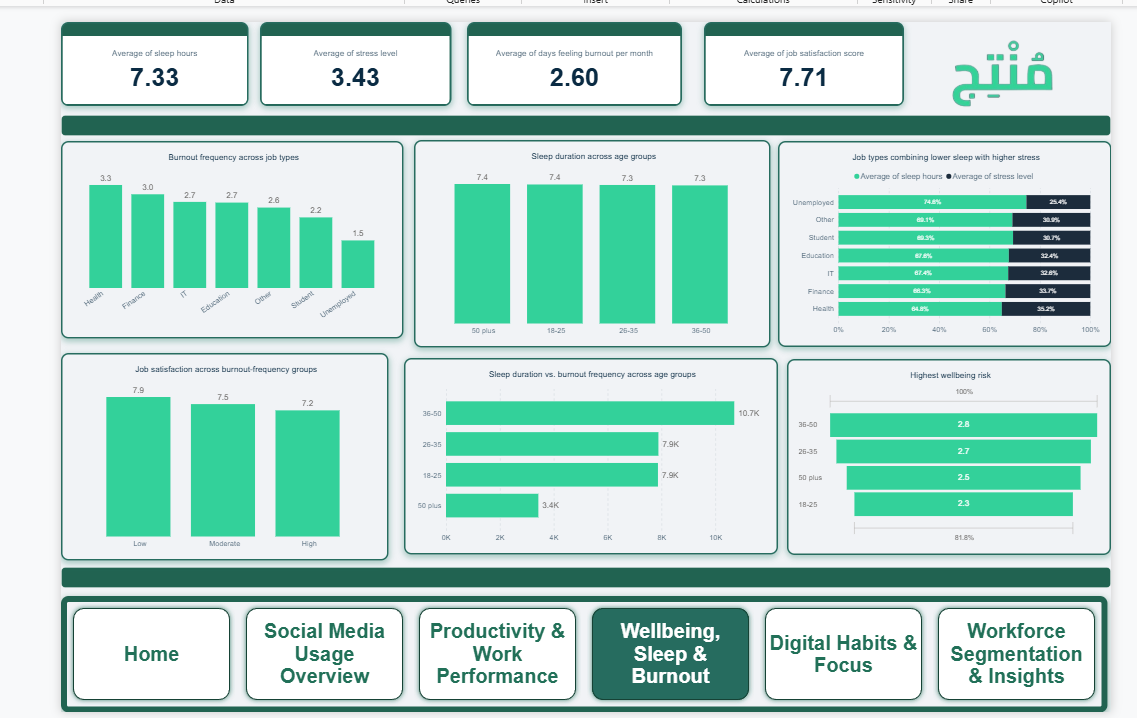 Data
Queries
Insert
Calculations
Sensitivity
Share
Copilot
Average of sleep hours
7.33
Average of stress level
3.43
Average of days feeling burnout per month
2.60
Average of job satisfaction score
7.71
مُنْتِج
Burnout frequency across job types
3.3
3.0
2.7
2.7
2.6
2.2
1.5
Health
Finance
IT
Education
Other
Student
Unemployed
Sleep duration across age groups
7.4
7.4
7.3
7.3
50 plus
18-25
26-35
36-50
Job types combining lower sleep with higher stress
Average of sleep hours
Average of stress level
Unemployed 74.6% 25.4%
Other 69.1% 30.9%
Student 69.3% 30.7%
Education 67.6% 32.4%
IT 67.4% 32.6%
Finance 66.3% 33.7%
Health 64.8% 35.2%
0% 20% 40% 60% 80% 100%
Job satisfaction across burnout-frequency groups
7.9
7.5
7.2
Low
Moderate
High
Sleep duration vs. burnout frequency across age groups
36-50 10.7K
26-35 7.9K
18-25 7.9K
50 plus 3.4K
0K 2K 4K 6K 8K 10K
Highest wellbeing risk
100%
36-50 2.8
26-35 2.7
50 plus 2.5
18-25 2.3
81.8%
Home
Social Media
Usage
Overview
Productivity &
Work
Performance
Wellbeing,
Sleep &
Burnout
Digital Habits &
Focus
Workforce
Segmentation
& Insights